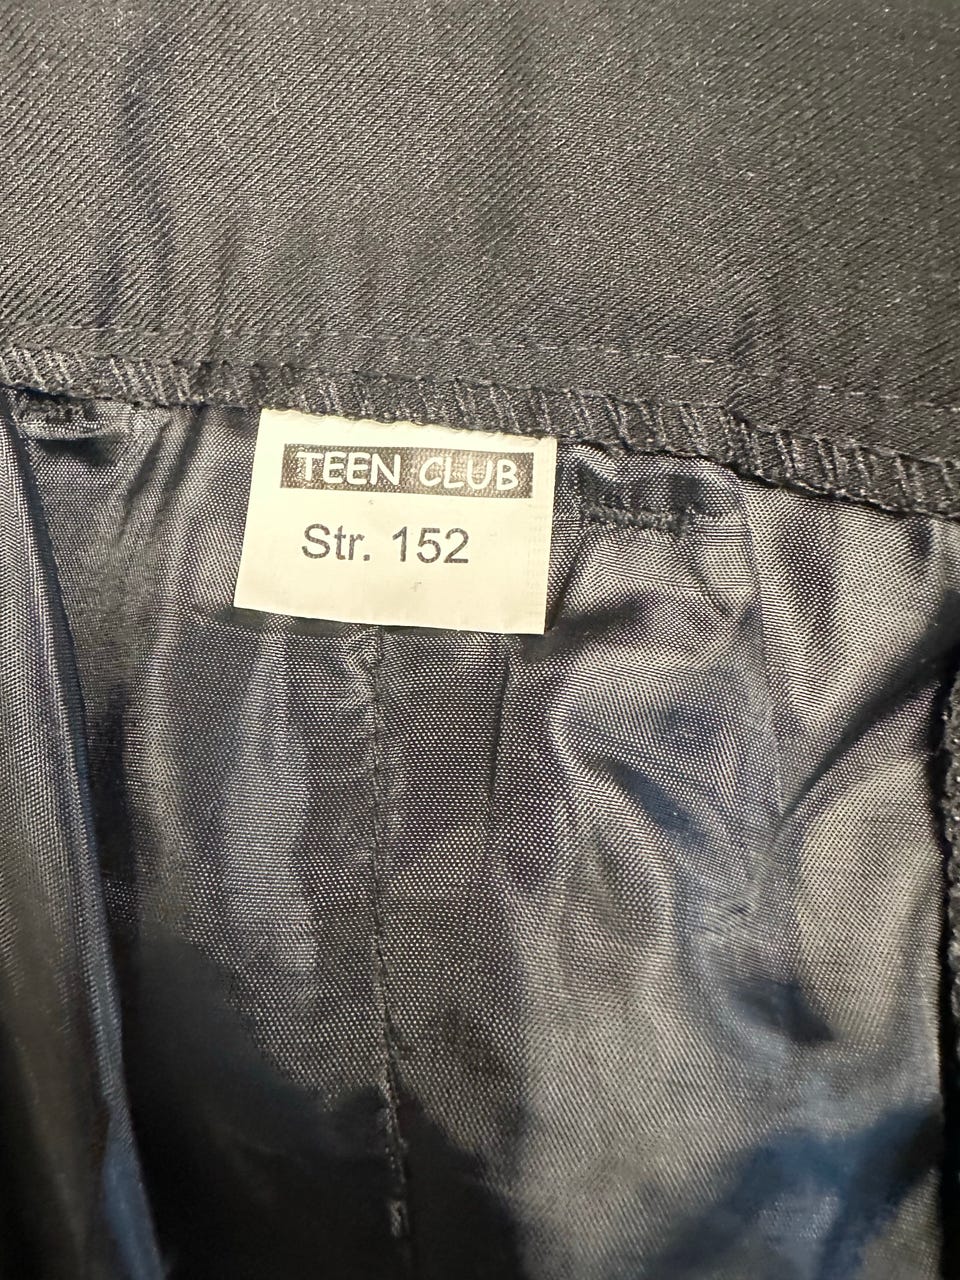 TEEN CLUB
Str. 152